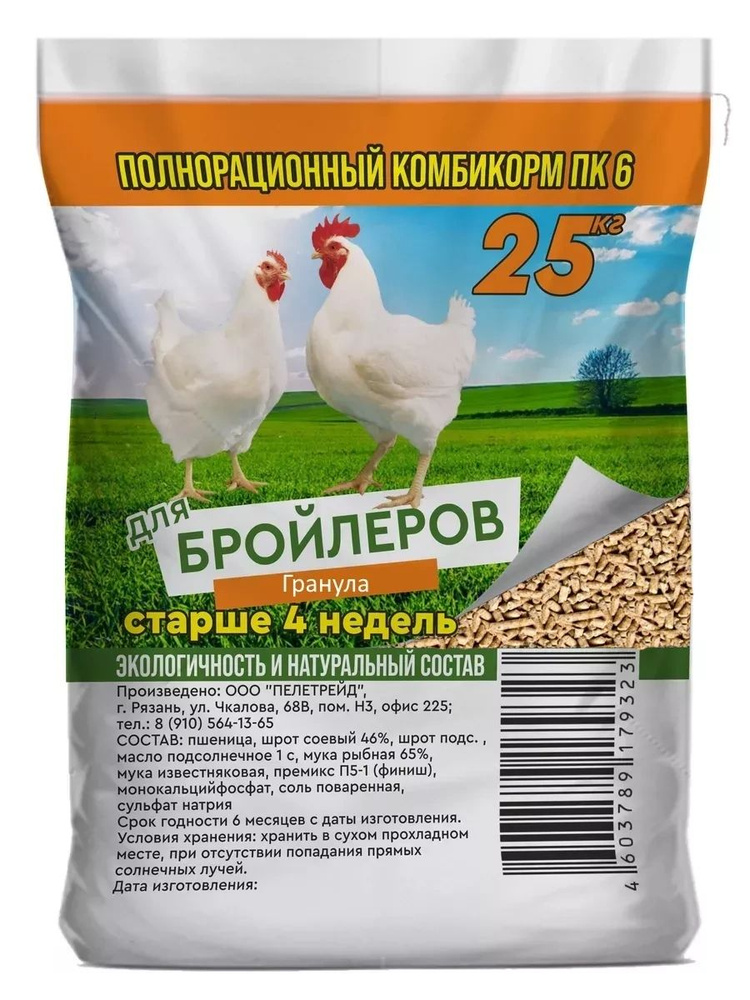 ПОЛНОРАЦИОННЫЙ КОМБИКОРМ ПК 6
25 кг
для
БРОЙЛЕРОВ
Гранула
старше 4 недель
ЭКОЛОГИЧНОСТЬ И НАТУРАЛЬНЫЙ СОСТАВ
Произведено: ООО "ПЕЛЕТРЕЙД",
г. Рязань, ул. Чкалова, 68В, пом. Н3, офис 225;
тел.: 8 (910) 564-13-65
СОСТАВ: пшеница, шрот соевый 46%, шрот подс. ,
масло подсолнечное 1 с, мука рыбная 65%,
мука известняковая, премикс П5-1 (финиш),
монокальцийфосфат, соль поваренная,
сульфат натрия
Срок годности 6 месяцев с даты изготовления.
Условия хранения: хранить в сухом прохладном
месте, при отсутствии попадания прямых
солнечных лучей.
Дата изготовления:
4 603789 179323